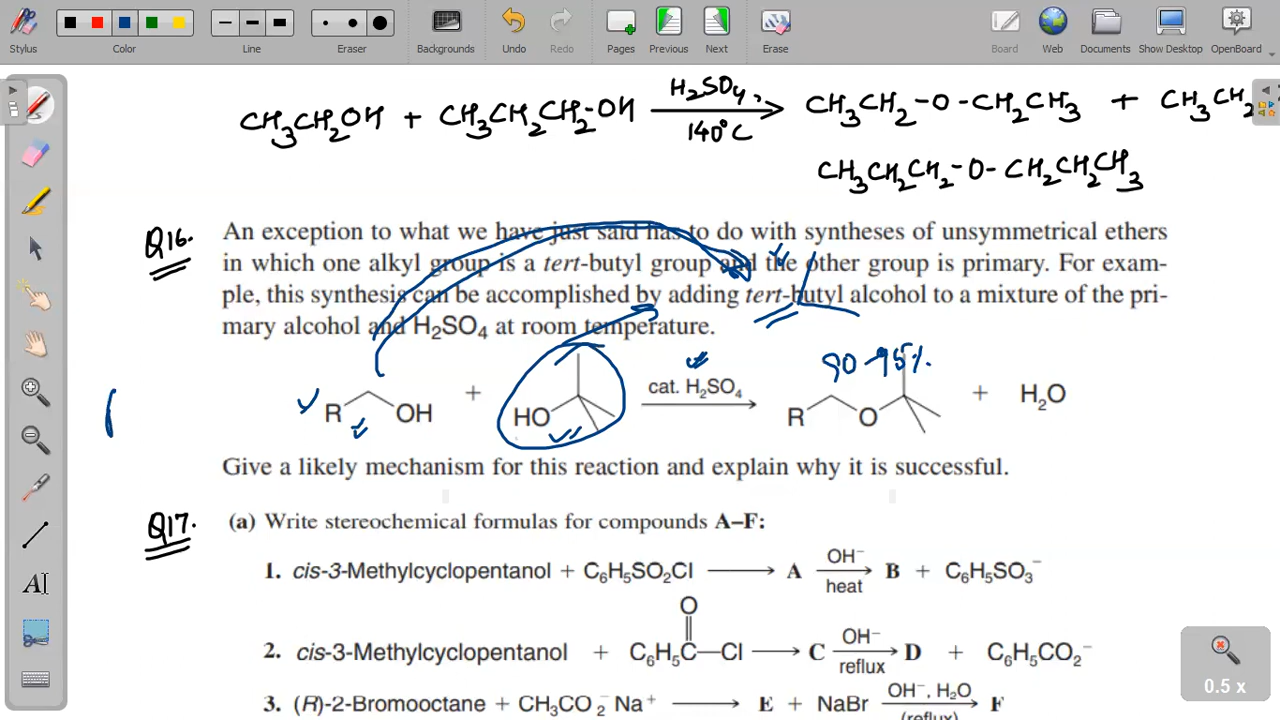 Stylus
Color
Line
Eraser
Backgrounds
Undo
Redo
Pages
Previous
Next
Erase
Board
Web
Documents
Show Desktop
OpenBoard
CH3CH2OH + CH3CH2CH2-OH H2SO4, 140°C CH3CH2-O-CH2CH3 + CH3CH2
CH3CH2CH2-O-CH2CH2CH3
Q16. An exception to what we have just said has to do with syntheses of unsymmetrical ethers
in which one alkyl group is a tert-butyl group and the other group is primary. For exam-
ple, this synthesis can be accomplished by adding tert-butyl alcohol to a mixture of the pri-
mary alcohol and H2SO4 at room temperature.
90-95%
R OH + HO cat. H2SO4 R O + H2O
Give a likely mechanism for this reaction and explain why it is successful.
Q17. (a) Write stereochemical formulas for compounds A–F:
1. cis-3-Methylcyclopentanol + C6H5SO2Cl A OH− heat B + C6H5SO3−
O
2. cis-3-Methylcyclopentanol + C6H5C—Cl C OH− reflux D + C6H5CO2−
3. (R)-2-Bromooctane + CH3CO2− Na+ E + NaBr OH−, H2O (reflux) F
AI
0.5 x